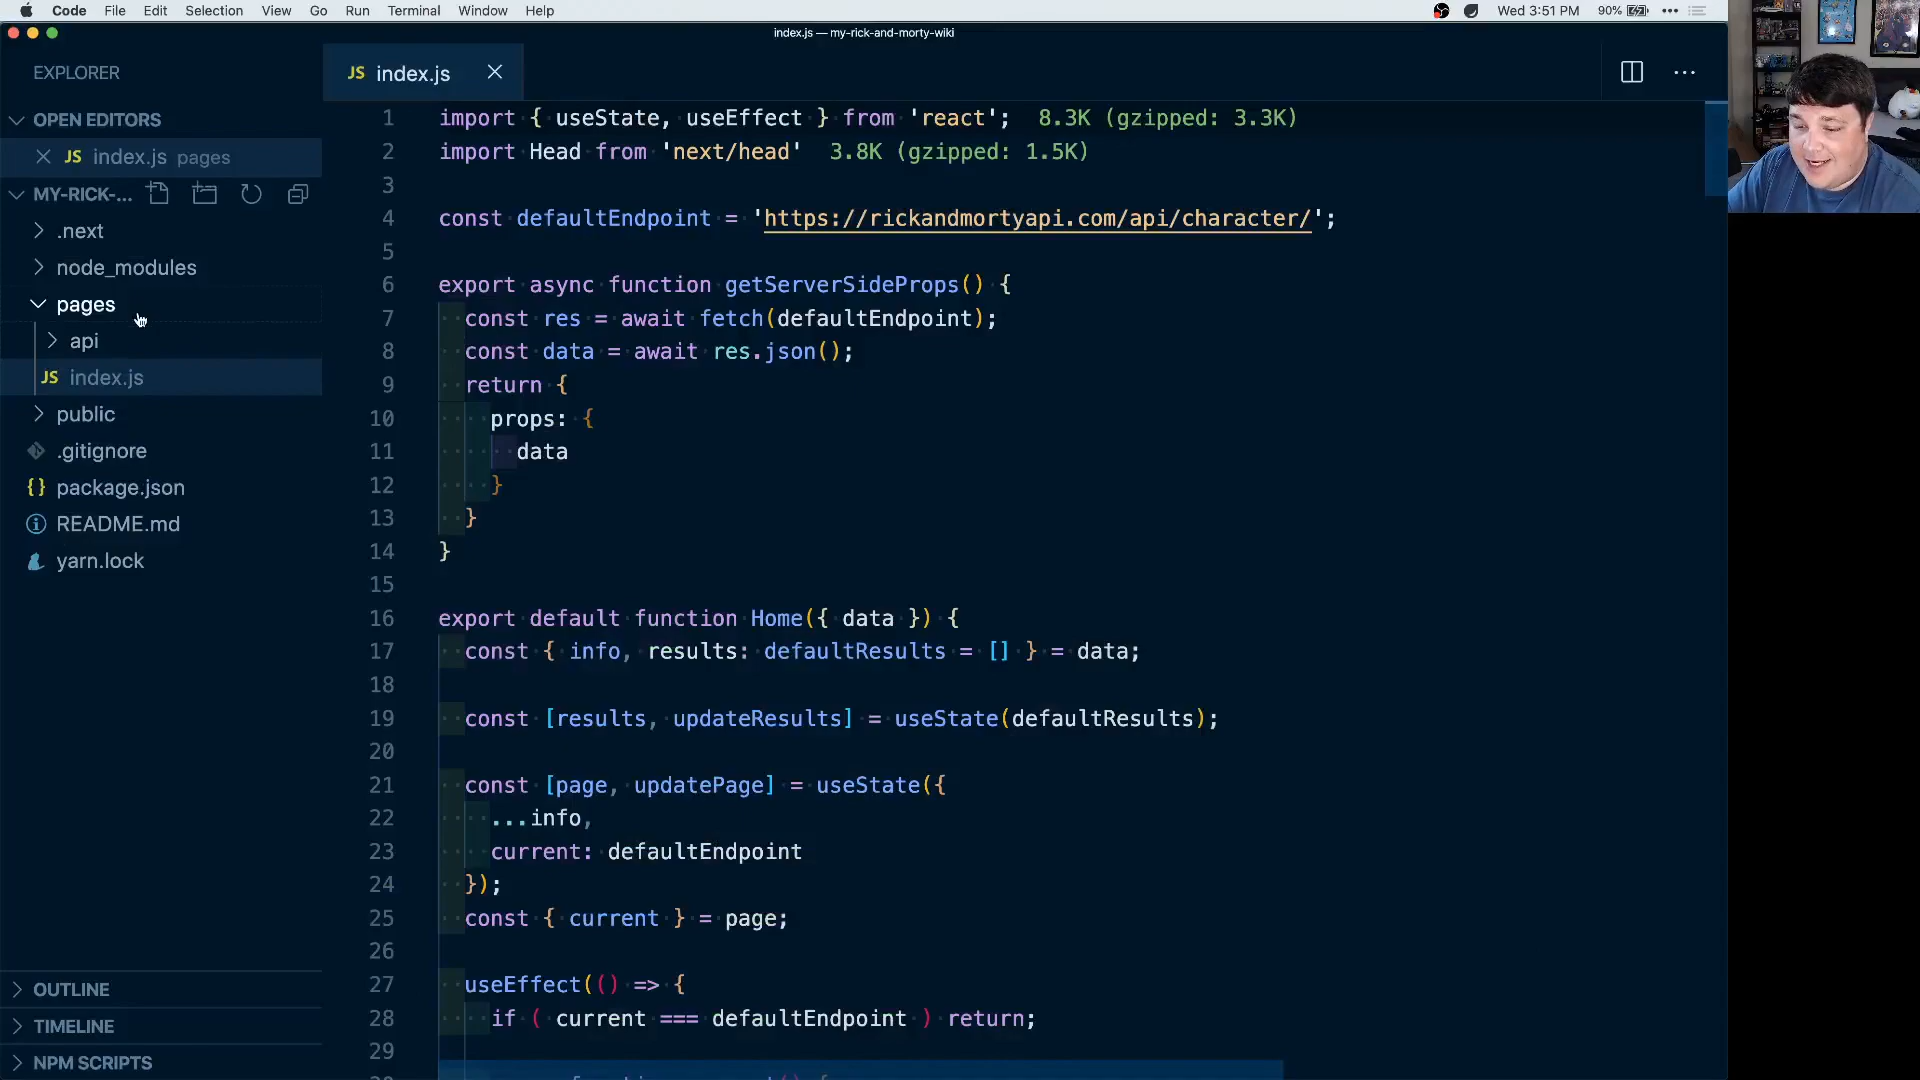 Code File Edit Selection View Go Run Terminal Window Help Wed 3:51 PM 90%
index.js — my-rick-and-morty-wiki
EXPLORER
JS index.js
OPEN EDITORS
JS index.js pages
MY-RICK-...
.next
node_modules
pages
api
JS index.js
public
.gitignore
{} package.json
README.md
yarn.lock
OUTLINE
TIMELINE
NPM SCRIPTS
1 import { useState, useEffect } from 'react'; 8.3K (gzipped: 3.3K)
2 import Head from 'next/head' 3.8K (gzipped: 1.5K)
3
4 const defaultEndpoint = 'https://rickandmortyapi.com/api/character/';
5
6 export async function getServerSideProps() {
7 const res = await fetch(defaultEndpoint);
8 const data = await res.json();
9 return {
10 props: {
11 data
12 }
13 }
14 }
15
16 export default function Home({ data }) {
17 const { info, results: defaultResults = [] } = data;
18
19 const [results, updateResults] = useState(defaultResults);
20
21 const [page, updatePage] = useState({
22 ...info,
23 current: defaultEndpoint
24 });
25 const { current } = page;
26
27 useEffect(() => {
28 if ( current === defaultEndpoint ) return;
29